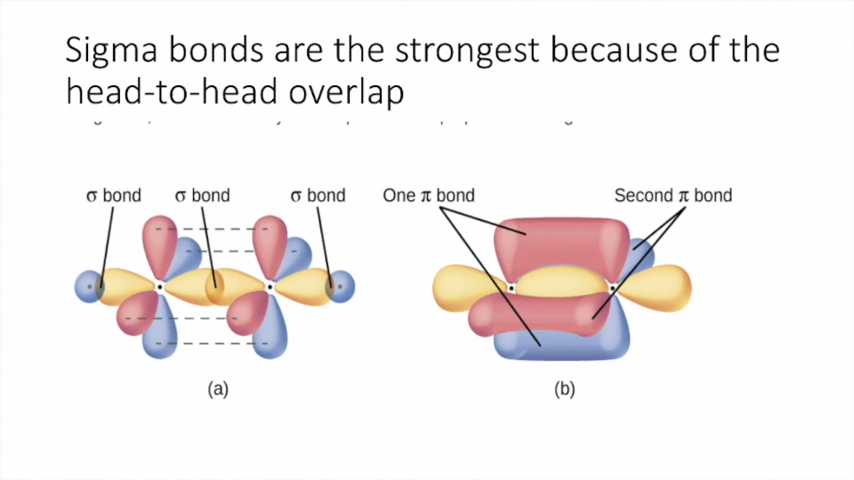 Sigma bonds are the strongest because of the
head-to-head overlap
σ bond σ bond σ bond
One π bond Second π bond
(a) (b)